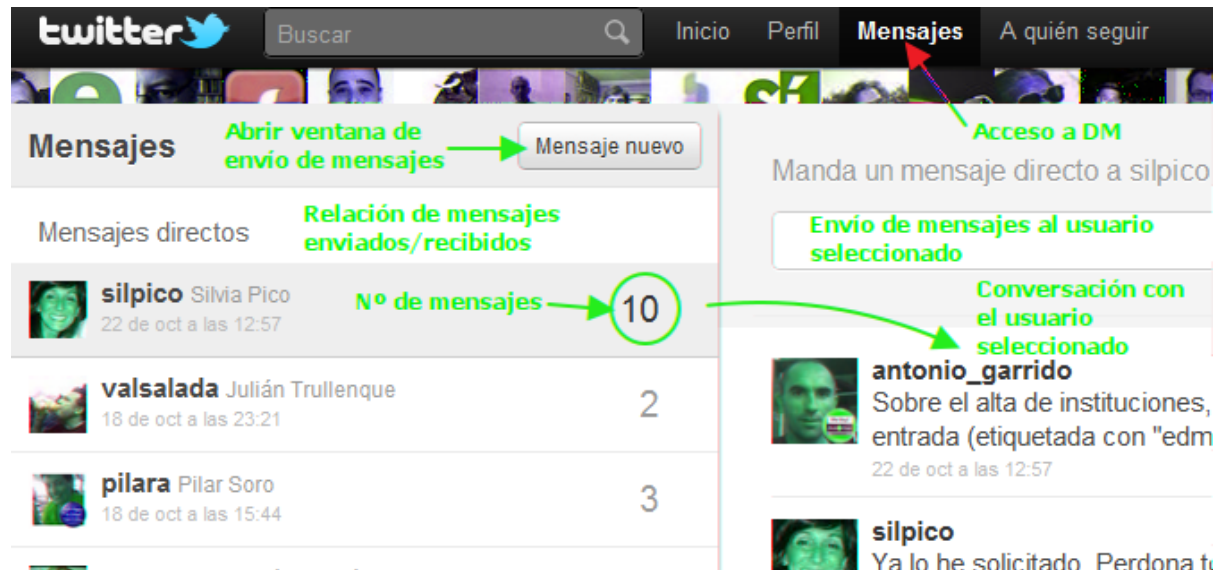 twitter
Buscar
Inicio
Perfil
Mensajes
A quién seguir
sí
Acceso a DM
Mensajes
Abrir ventana de
envío de mensajes
Mensaje nuevo
Mensajes directos
Relación de mensajes
enviados/recibidos
silpico Silvia Pico
22 de oct a las 12:57
Nº de mensajes
10
valsalada Julián Trullenque
18 de oct a las 23:21
2
pilara Pilar Soro
18 de oct a las 15:44
3
Manda un mensaje directo a silpico
Envío de mensajes al usuario
seleccionado
Conversación con
el usuario
seleccionado
antonio_garrido
Sobre el alta de instituciones,
entrada (etiquetada con "edm
22 de oct a las 12:57
silpico
Ya lo he solicitado. Perdona